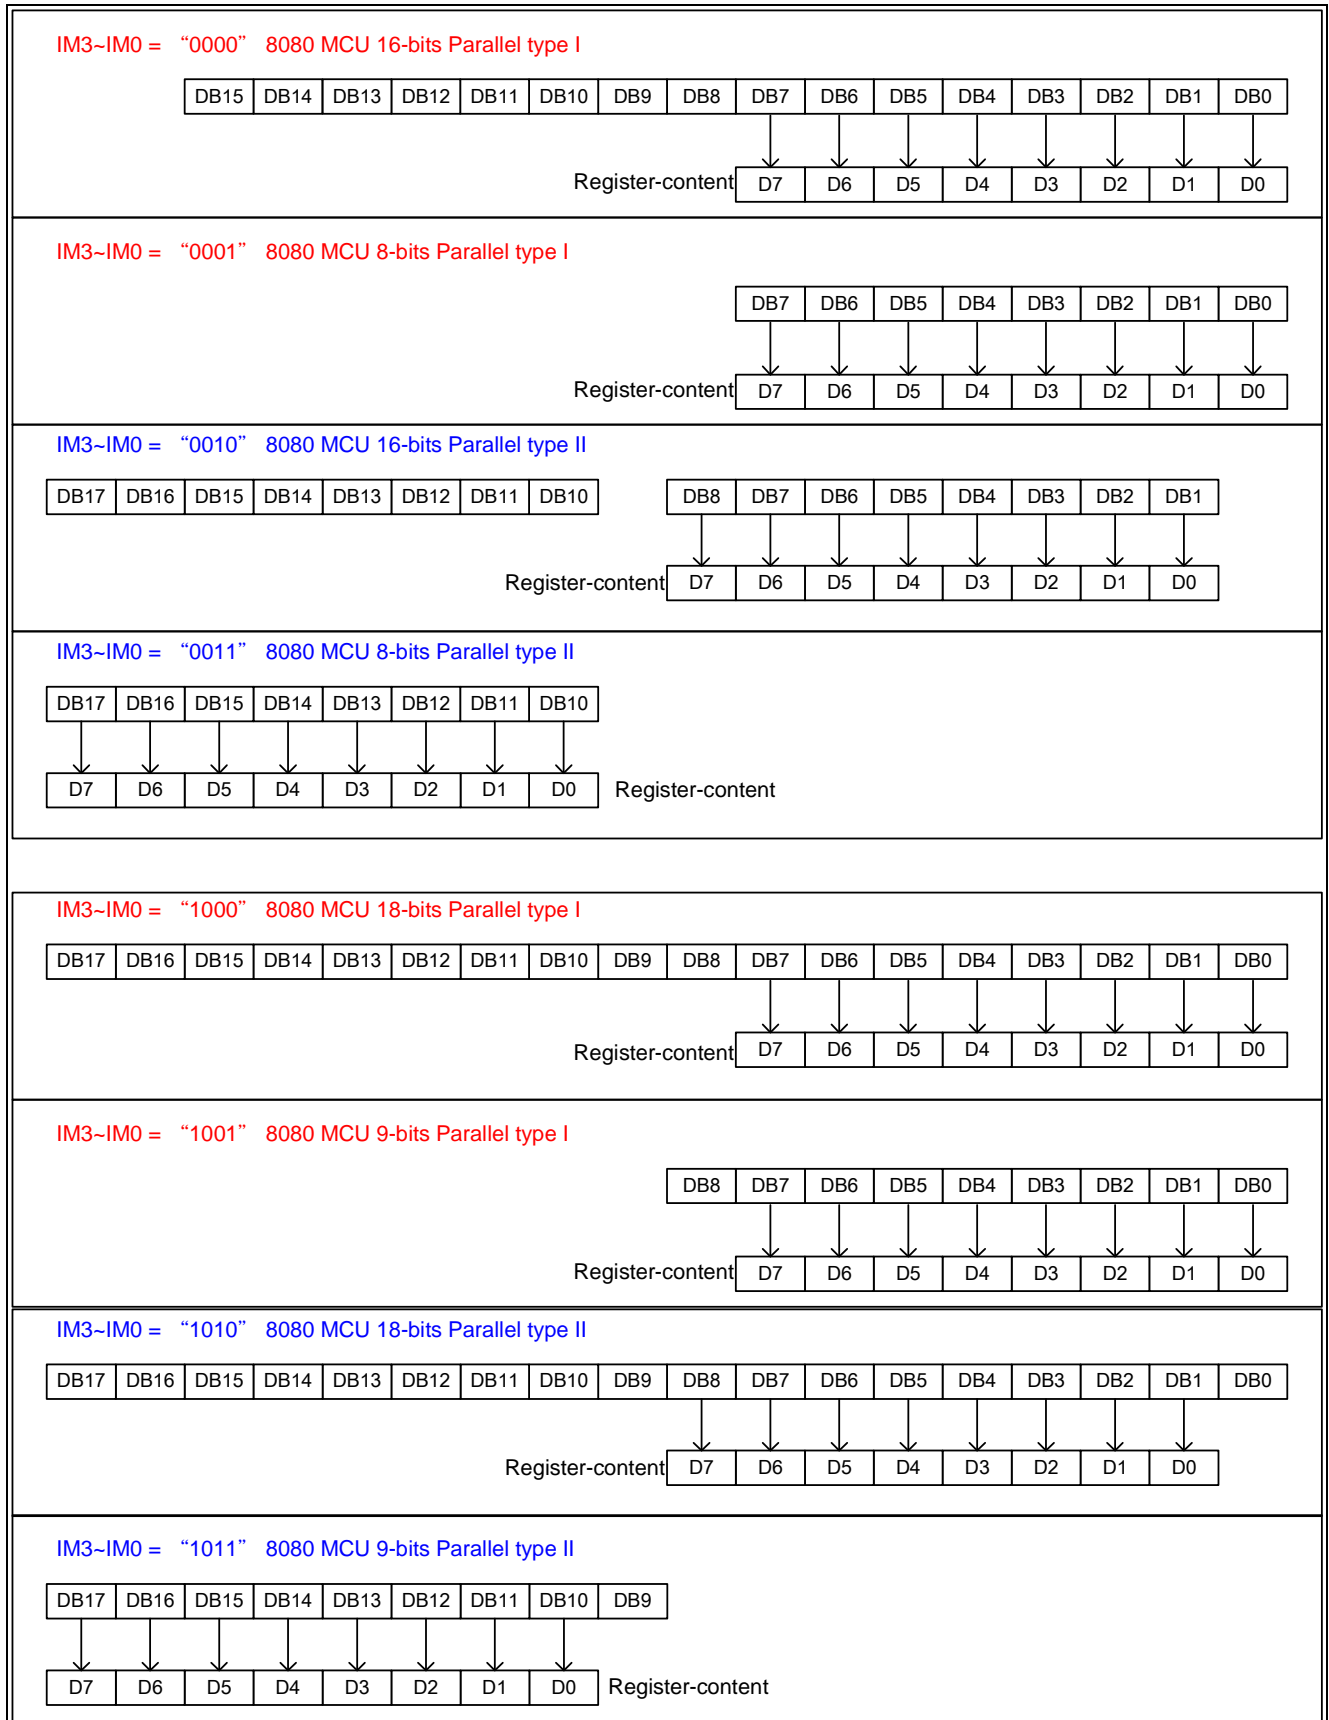 IM3~IM0 = “0000” 8080 MCU 16-bits Parallel type I
DB15 DB14 DB13 DB12 DB11 DB10 DB9 DB8 DB7 DB6 DB5 DB4 DB3 DB2 DB1 DB0
Register-content D7 D6 D5 D4 D3 D2 D1 D0
IM3~IM0 = “0001” 8080 MCU 8-bits Parallel type I
DB7 DB6 DB5 DB4 DB3 DB2 DB1 DB0
Register-content D7 D6 D5 D4 D3 D2 D1 D0
IM3~IM0 = “0010” 8080 MCU 16-bits Parallel type II
DB17 DB16 DB15 DB14 DB13 DB12 DB11 DB10 DB8 DB7 DB6 DB5 DB4 DB3 DB2 DB1
Register-content D7 D6 D5 D4 D3 D2 D1 D0
IM3~IM0 = “0011” 8080 MCU 8-bits Parallel type II
DB17 DB16 DB15 DB14 DB13 DB12 DB11 DB10
D7 D6 D5 D4 D3 D2 D1 D0 Register-content
IM3~IM0 = “1000” 8080 MCU 18-bits Parallel type I
DB17 DB16 DB15 DB14 DB13 DB12 DB11 DB10 DB9 DB8 DB7 DB6 DB5 DB4 DB3 DB2 DB1 DB0
Register-content D7 D6 D5 D4 D3 D2 D1 D0
IM3~IM0 = “1001” 8080 MCU 9-bits Parallel type I
DB8 DB7 DB6 DB5 DB4 DB3 DB2 DB1 DB0
Register-content D7 D6 D5 D4 D3 D2 D1 D0
IM3~IM0 = “1010” 8080 MCU 18-bits Parallel type II
DB17 DB16 DB15 DB14 DB13 DB12 DB11 DB10 DB9 DB8 DB7 DB6 DB5 DB4 DB3 DB2 DB1 DB0
Register-content D7 D6 D5 D4 D3 D2 D1 D0
IM3~IM0 = “1011” 8080 MCU 9-bits Parallel type II
DB17 DB16 DB15 DB14 DB13 DB12 DB11 DB10 DB9
D7 D6 D5 D4 D3 D2 D1 D0 Register-content